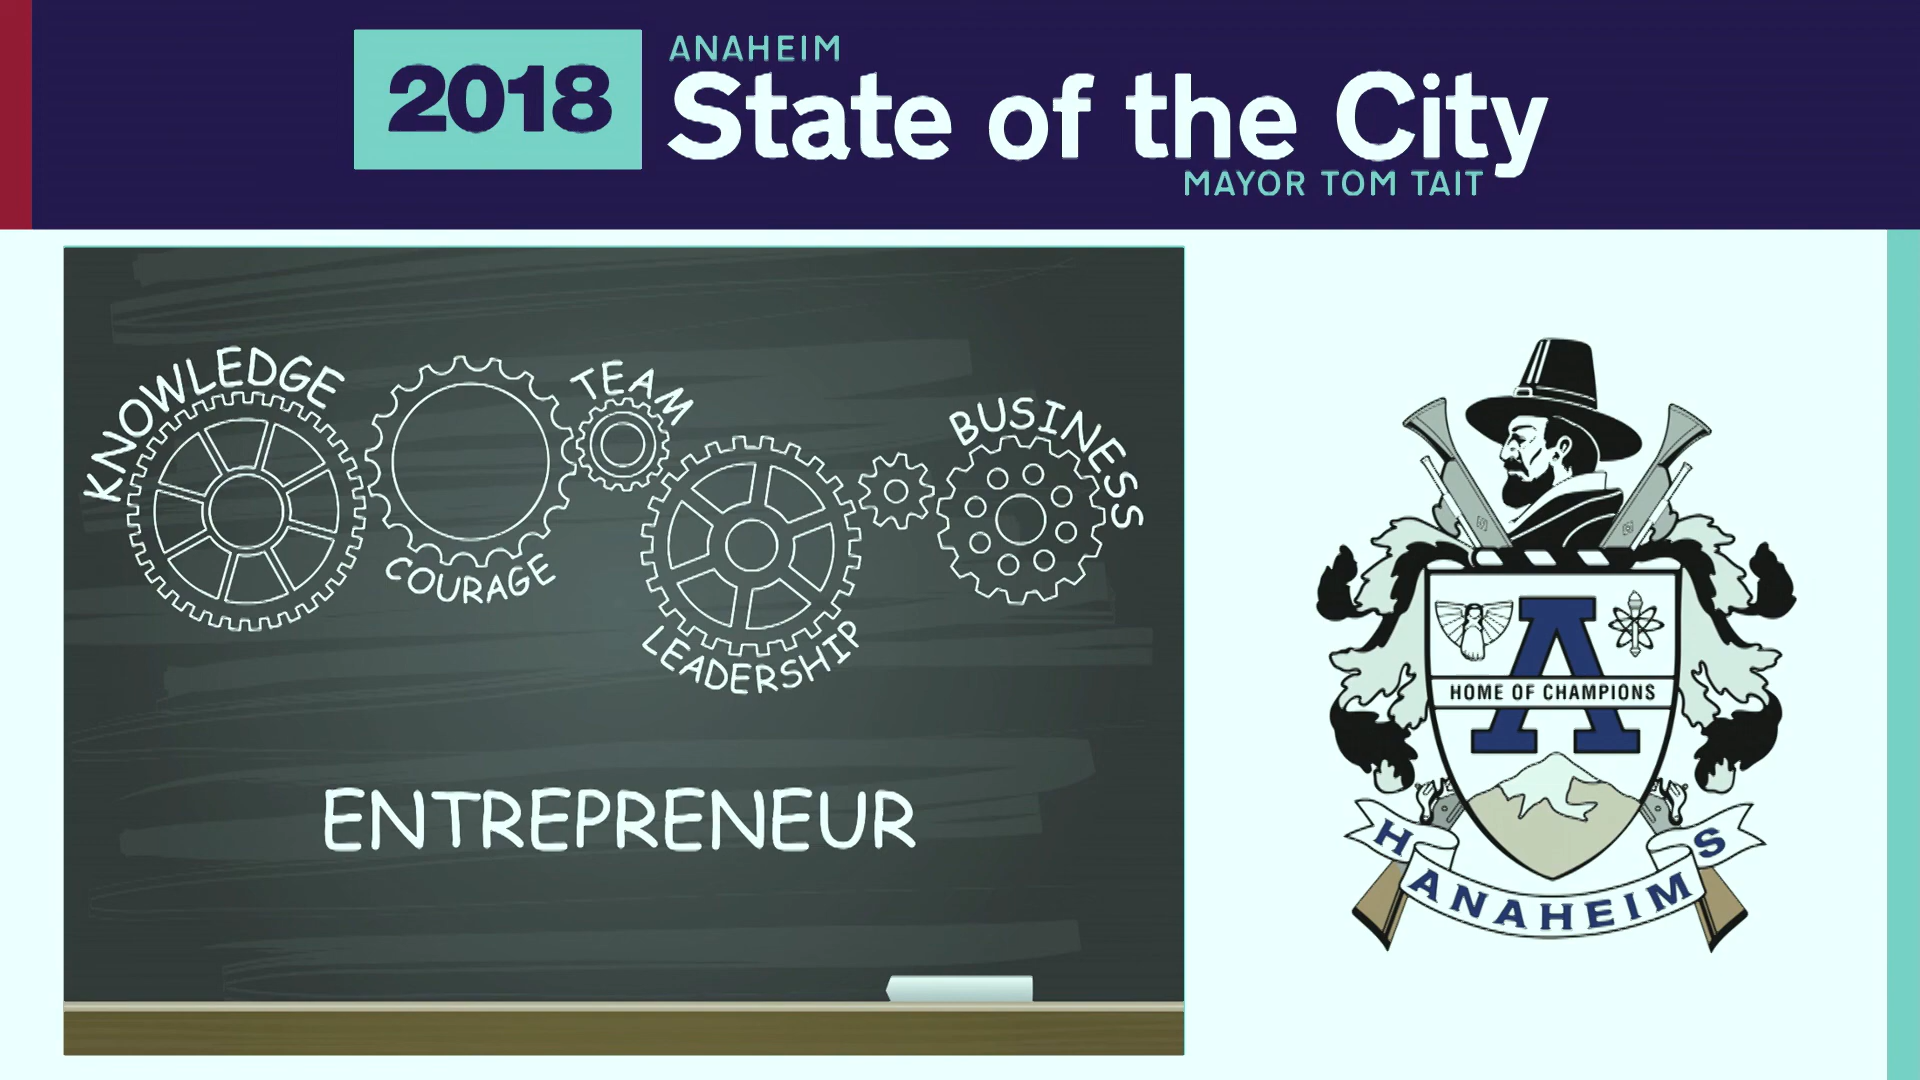 2018
ANAHEIM
State of the City
MAYOR TOM TAIT
KNOWLEDGE
COURAGE
TEAM
LEADERSHIP
BUSINESS
ENTREPRENEUR
A
HOME OF CHAMPIONS
H S
ANAHEIM